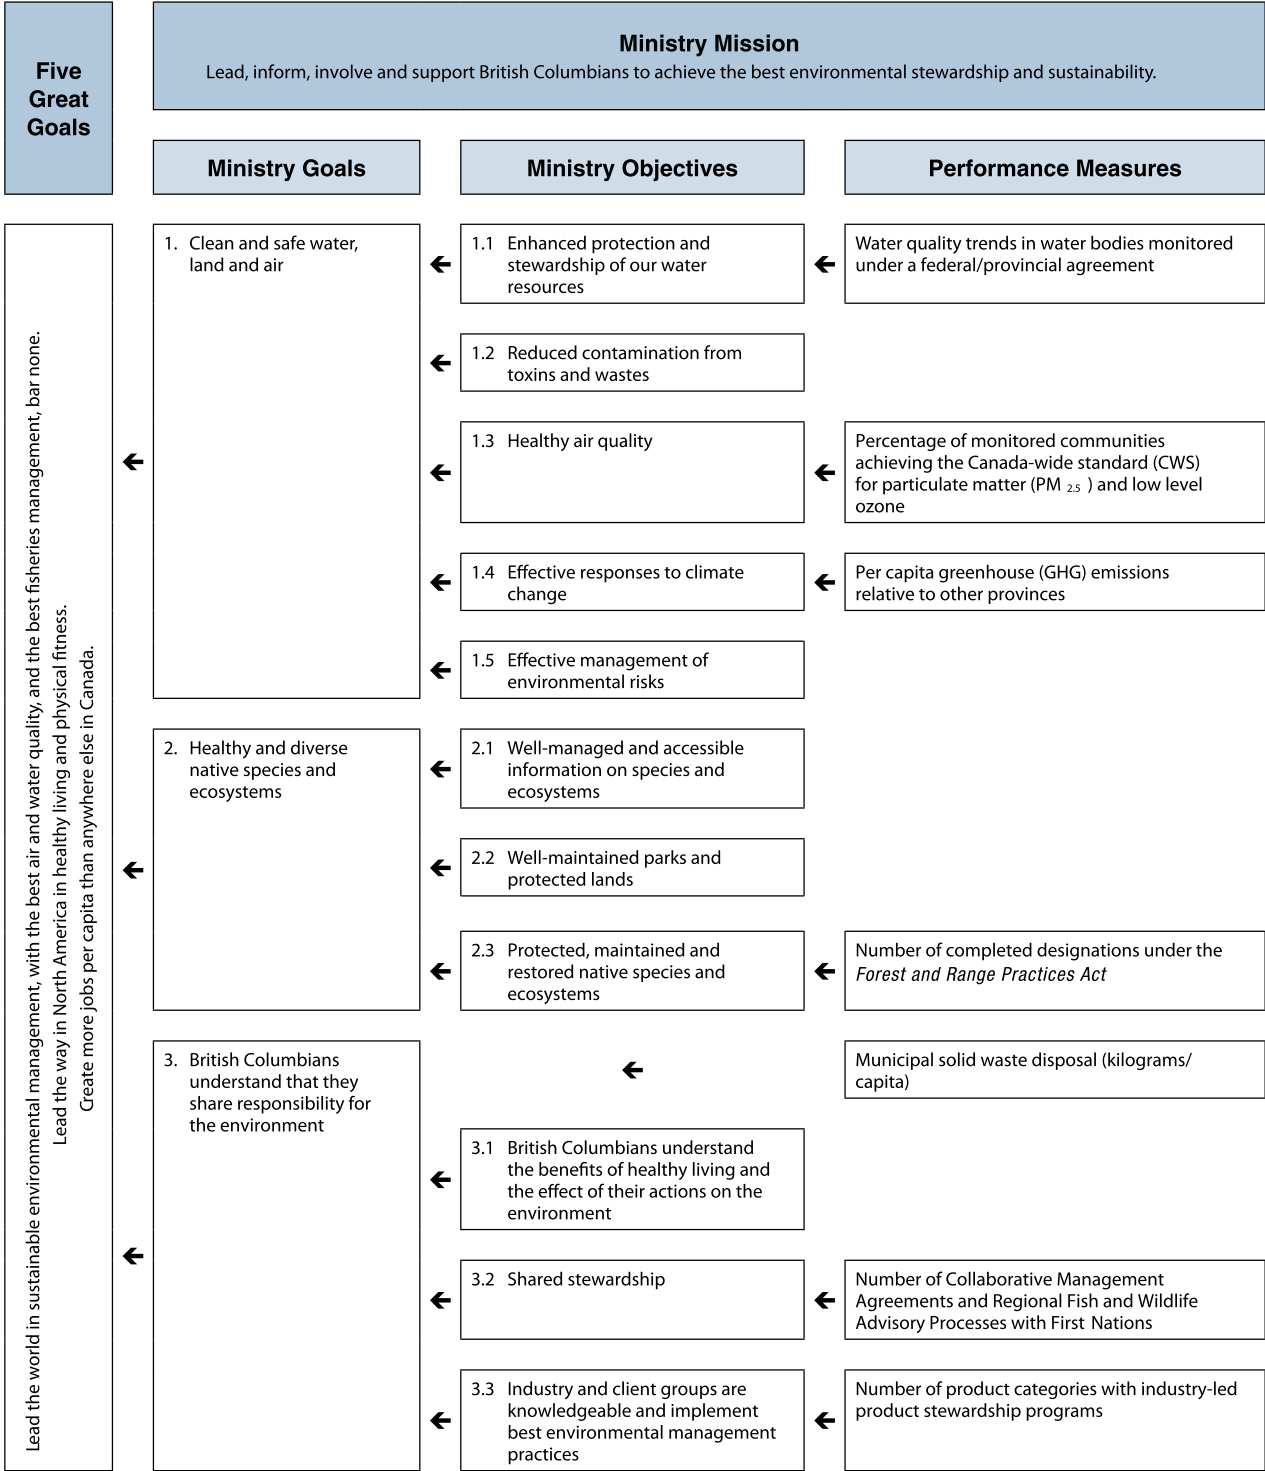 Five
Great
Goals
Ministry Mission
Lead, inform, involve and support British Columbians to achieve the best environmental stewardship and sustainability.
Ministry Goals
Ministry Objectives
Performance Measures
Lead the world in sustainable environmental management, with the best air and water quality, and the best fisheries management, bar none.
Lead the way in North America in healthy living and physical fitness.
Create more jobs per capita than anywhere else in Canada.
1. Clean and safe water,
land and air
1.1 Enhanced protection and
stewardship of our water
resources
Water quality trends in water bodies monitored
under a federal/provincial agreement
1.2 Reduced contamination from
toxins and wastes
1.3 Healthy air quality
Percentage of monitored communities
achieving the Canada-wide standard (CWS)
for particulate matter (PM 2.5 ) and low level
ozone
1.4 Effective responses to climate
change
Per capita greenhouse (GHG) emissions
relative to other provinces
1.5 Effective management of
environmental risks
2. Healthy and diverse
native species and
ecosystems
2.1 Well-managed and accessible
information on species and
ecosystems
2.2 Well-maintained parks and
protected lands
2.3 Protected, maintained and
restored native species and
ecosystems
Number of completed designations under the
Forest and Range Practices Act
3. British Columbians
understand that they
share responsibility for
the environment
Municipal solid waste disposal (kilograms/
capita)
3.1 British Columbians understand
the benefits of healthy living and
the effect of their actions on the
environment
3.2 Shared stewardship
Number of Collaborative Management
Agreements and Regional Fish and Wildlife
Advisory Processes with First Nations
3.3 Industry and client groups are
knowledgeable and implement
best environmental management
practices
Number of product categories with industry-led
product stewardship programs